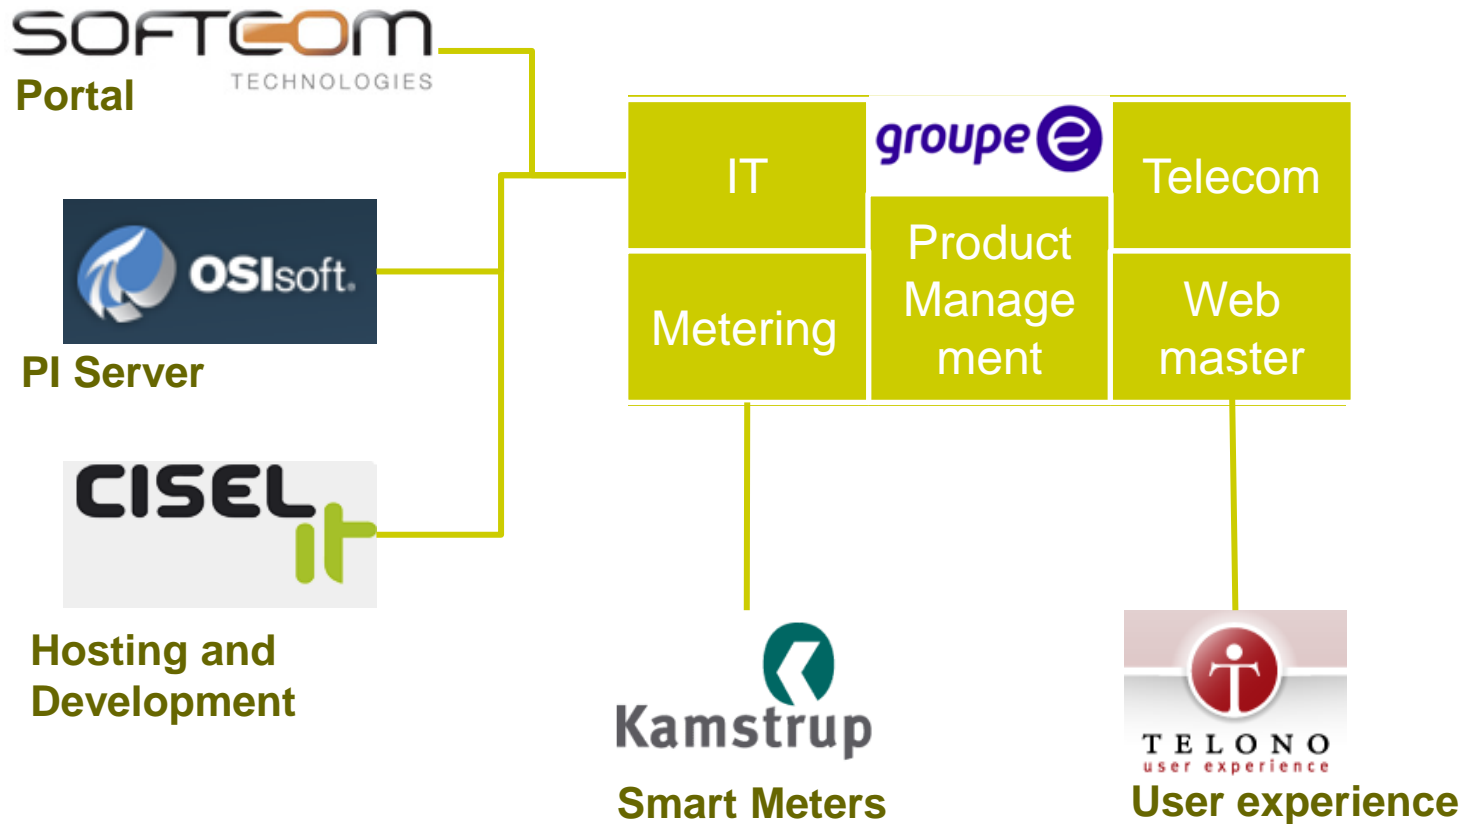 SOFTCOM
TECHNOLOGIES
Portal
OSIsoft.
PI Server
CISEL
it
Hosting and
Development
IT
groupe e
Telecom
Product
Manage
ment
Metering
Web
master
Kamstrup
Smart Meters
TELONO
user experience
User experience